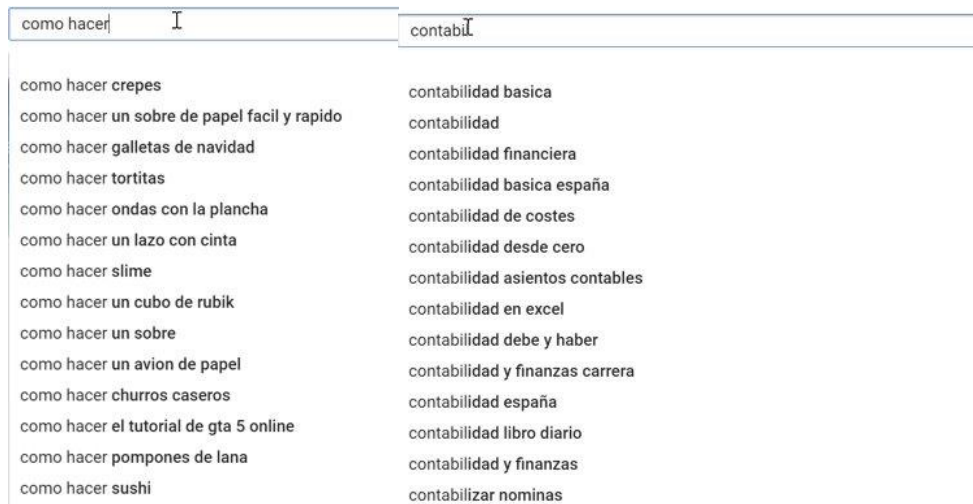 como hacer
como hacer crepes
como hacer un sobre de papel facil y rapido
como hacer galletas de navidad
como hacer tortitas
como hacer ondas con la plancha
como hacer un lazo con cinta
como hacer slime
como hacer un cubo de rubik
como hacer un sobre
como hacer un avion de papel
como hacer churros caseros
como hacer el tutorial de gta 5 online
como hacer pompones de lana
como hacer sushi
contabil
contabilidad basica
contabilidad
contabilidad financiera
contabilidad basica españa
contabilidad de costes
contabilidad desde cero
contabilidad asientos contables
contabilidad en excel
contabilidad debe y haber
contabilidad y finanzas carrera
contabilidad españa
contabilidad libro diario
contabilidad y finanzas
contabilizar nominas